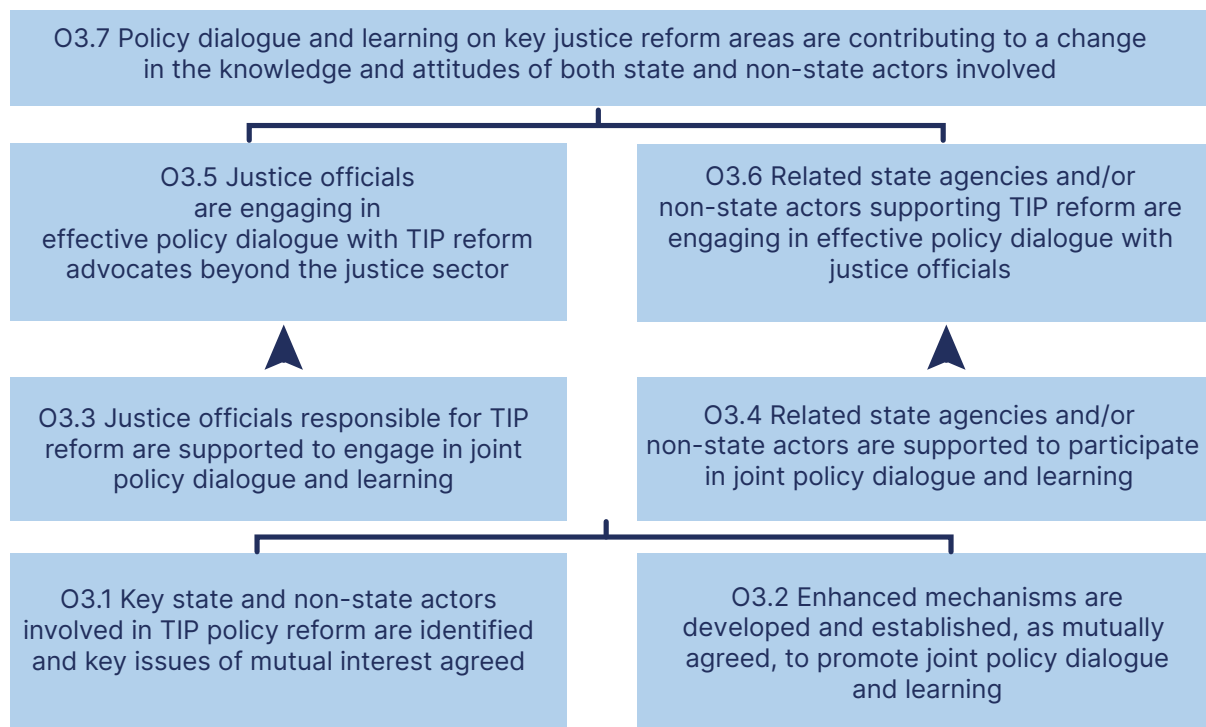 O3.7 Policy dialogue and learning on key justice reform areas are contributing to a change
in the knowledge and attitudes of both state and non-state actors involved
O3.5 Justice officials
are engaging in
effective policy dialogue with TIP reform
advocates beyond the justice sector
O3.6 Related state agencies and/or
non-state actors supporting TIP reform are
engaging in effective policy dialogue with
justice officials
O3.3 Justice officials responsible for TIP
reform are supported to engage in joint
policy dialogue and learning
O3.4 Related state agencies and/or
non-state actors are supported to participate
in joint policy dialogue and learning
O3.1 Key state and non-state actors
involved in TIP policy reform are identified
and key issues of mutual interest agreed
O3.2 Enhanced mechanisms are
developed and established, as mutually
agreed, to promote joint policy dialogue
and learning